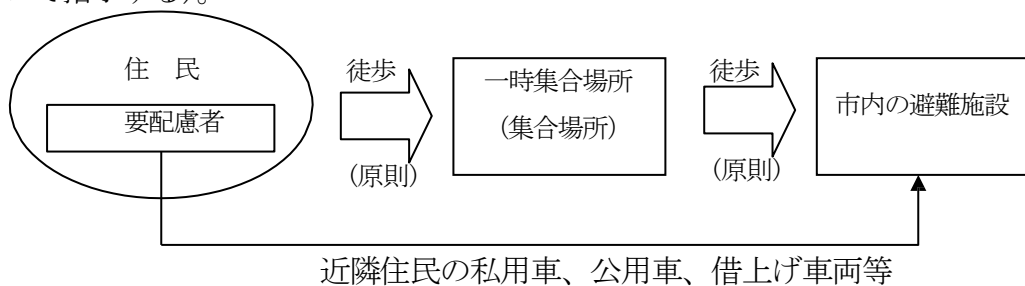 て指示する)。
住　民
要配慮者
徒歩
(原則)
一時集合場所
(集合場所)
徒歩
(原則)
市内の避難施設
近隣住民の私用車、公用車、借上げ車両等